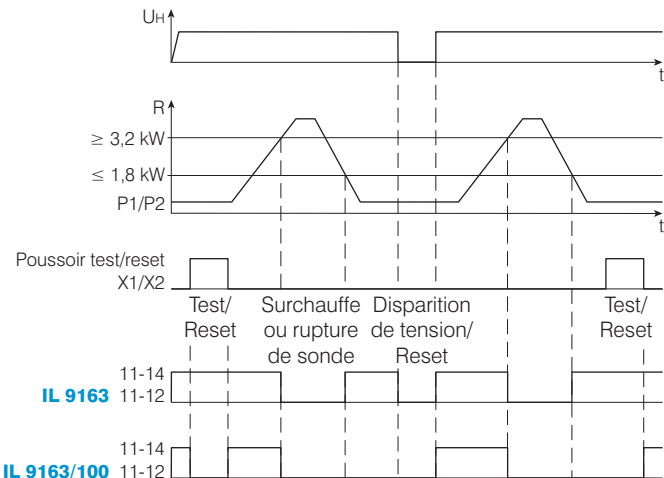 UH
t
R
≥ 3,2 kW
≤ 1,8 kW
P1/P2
t
Poussoir test/reset
X1/X2
Test/
Reset
Surchauffe
ou rupture
de sonde
Disparition
de tension/
Reset
Test/
Reset
11-14
IL 9163 11-12
t
11-14
IL 9163/100 11-12
t